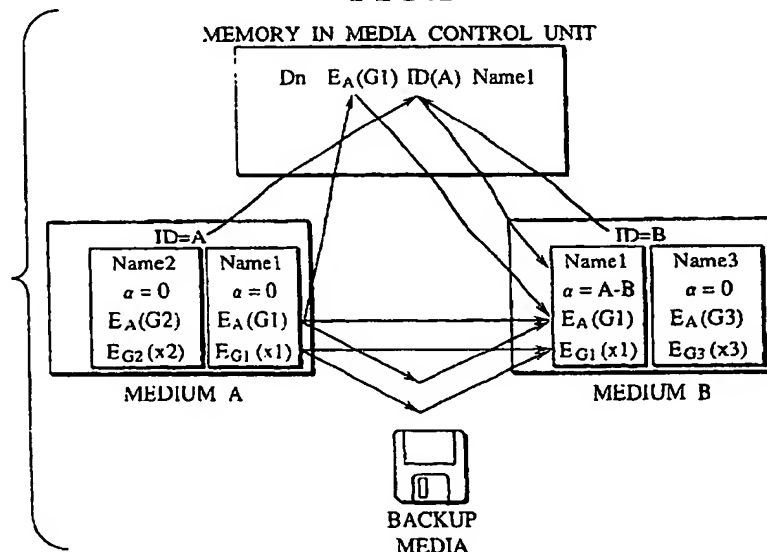 MEMORY IN MEDIA CONTROL UNIT
Dn E_A(G1) ID(A) Name1
ID=A
Name2
α = 0
E_A(G2)
E_G2(x2)
Name1
α = 0
E_A(G1)
E_G1(x1)
MEDIUM A
ID=B
Name1
α = A-B
E_A(G1)
E_G1(x1)
Name3
α = 0
E_A(G3)
E_G3(x3)
MEDIUM B
BACKUP
MEDIA